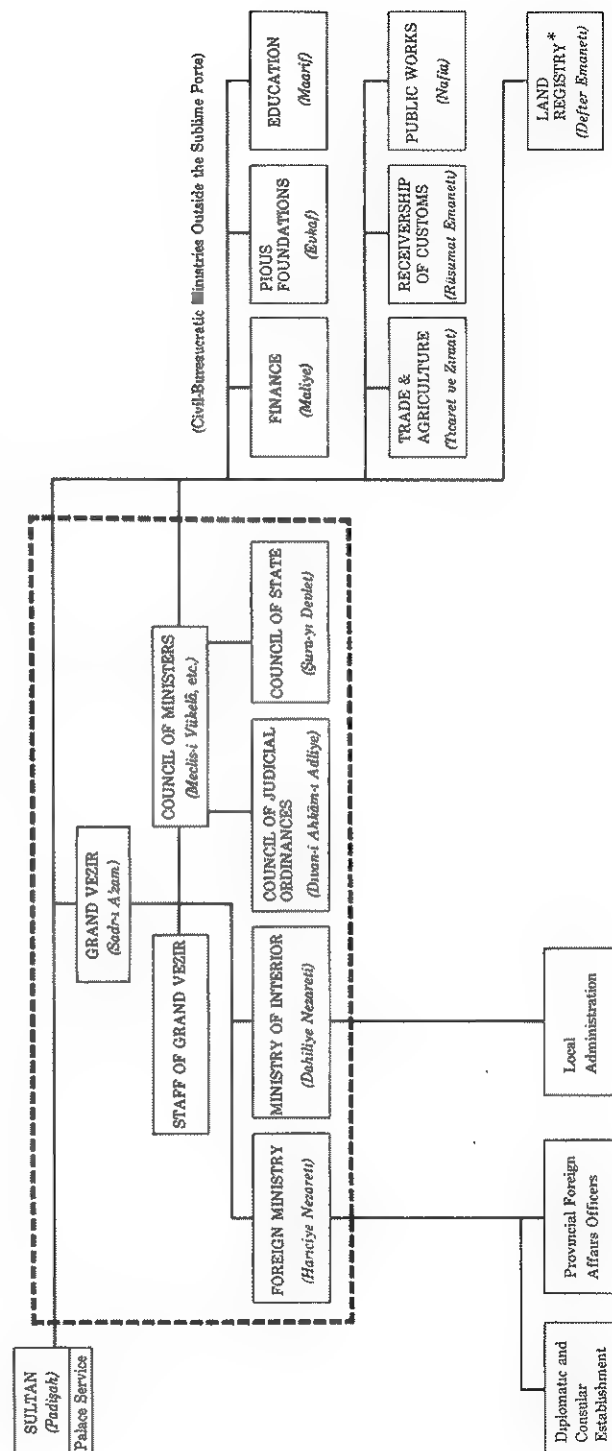 SULTAN
(Padişah)
Palace Service
GRAND VEZIR
(Sadr-ı A'zam)
STAFF OF GRAND VEZIR
COUNCIL OF MINISTERS
(Meclis-i Vükelâ, etc.)
FOREIGN MINISTRY
(Hariciye Nezareti)
MINISTRY OF INTERIOR
(Dahiliye Nezareti)
COUNCIL OF JUDICIAL
ORDINANCES
(Divan-i Ahkâm-ı Adliye)
COUNCIL OF STATE
(Şura-yı Devlet)
Diplomatic and
Consular
Establishment
Provincial Foreign
Affairs Officers
Local
Administration
(Civil-Bureaucratic Ministries Outside the Sublime Porte)
FINANCE
(Maliye)
PIOUS
FOUNDATIONS
(Evkaf)
EDUCATION
(Maarif)
TRADE &
AGRICULTURE
(Ticaret ve Ziraat)
RECEIVERSHIP
OF CUSTOMS
(Rüsumat Emaneti)
PUBLIC WORKS
(Nafia)
LAND
REGISTRY*
(Defter Emaneti)